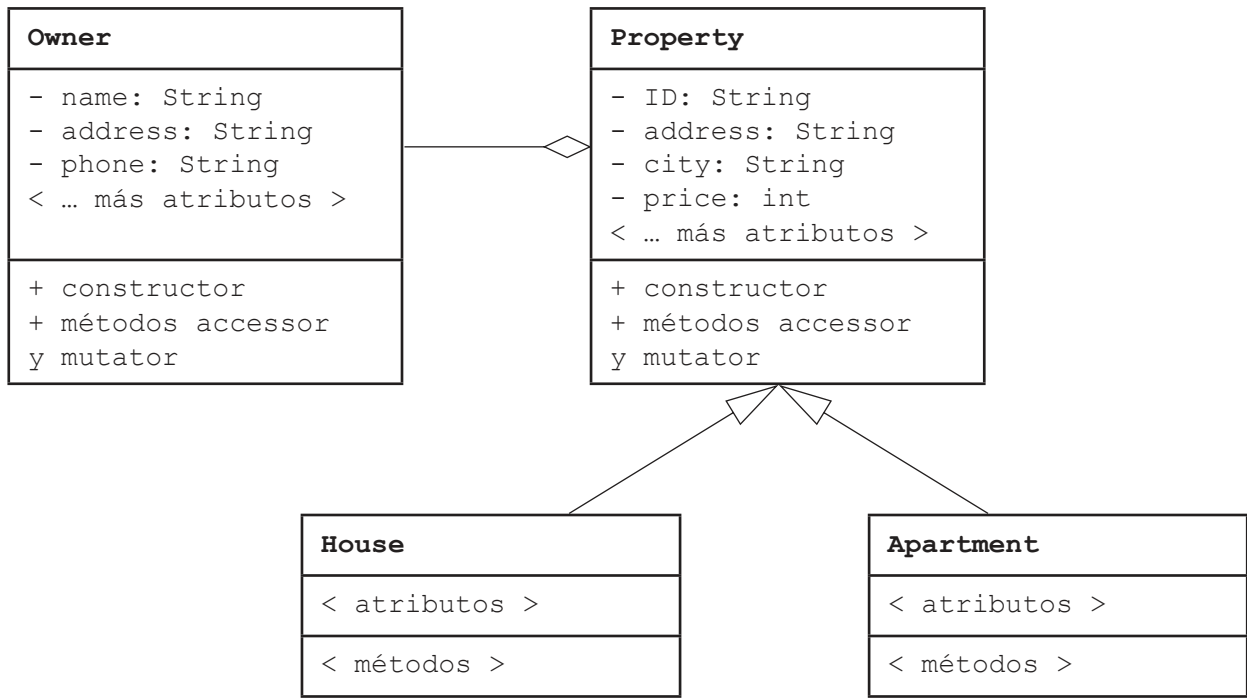 Owner
- name: String
- address: String
- phone: String
< … más atributos >
+ constructor
+ métodos accessor
y mutator
Property
- ID: String
- address: String
- city: String
- price: int
< … más atributos >
+ constructor
+ métodos accessor
y mutator
House
< atributos >
< métodos >
Apartment
< atributos >
< métodos >